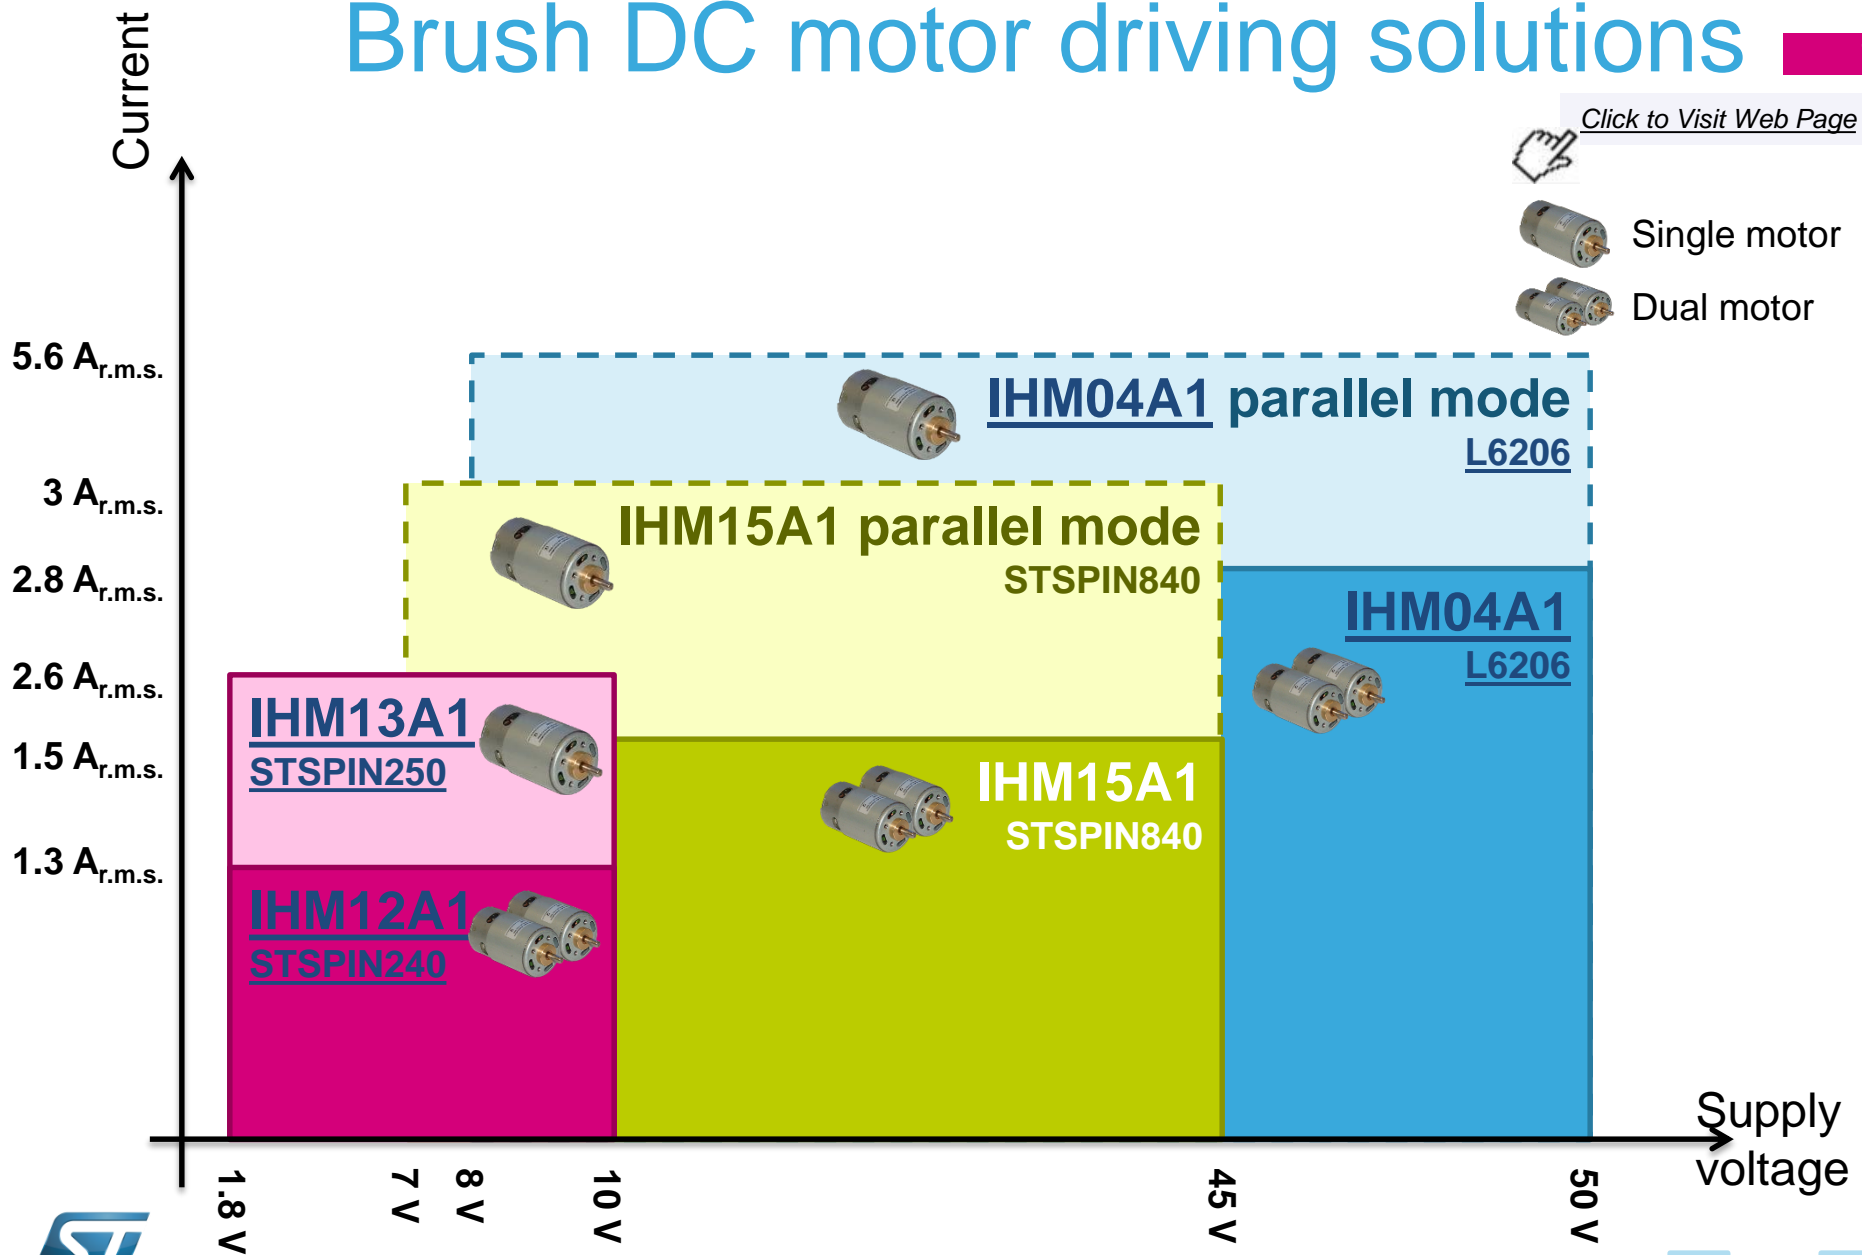 Brush DC motor driving solutions
Current
Click to Visit Web Page
Single motor
Dual motor
5.6 Ar.m.s.
3 Ar.m.s.
2.8 Ar.m.s.
2.6 Ar.m.s.
1.5 Ar.m.s.
1.3 Ar.m.s.
IHM04A1 parallel mode
L6206
IHM15A1 parallel mode
STSPIN840
IHM04A1
L6206
IHM13A1
STSPIN250
IHM15A1
STSPIN840
IHM12A1
STSPIN240
Supply
voltage
1.8 V
7 V
8 V
10 V
45 V
50 V
ST